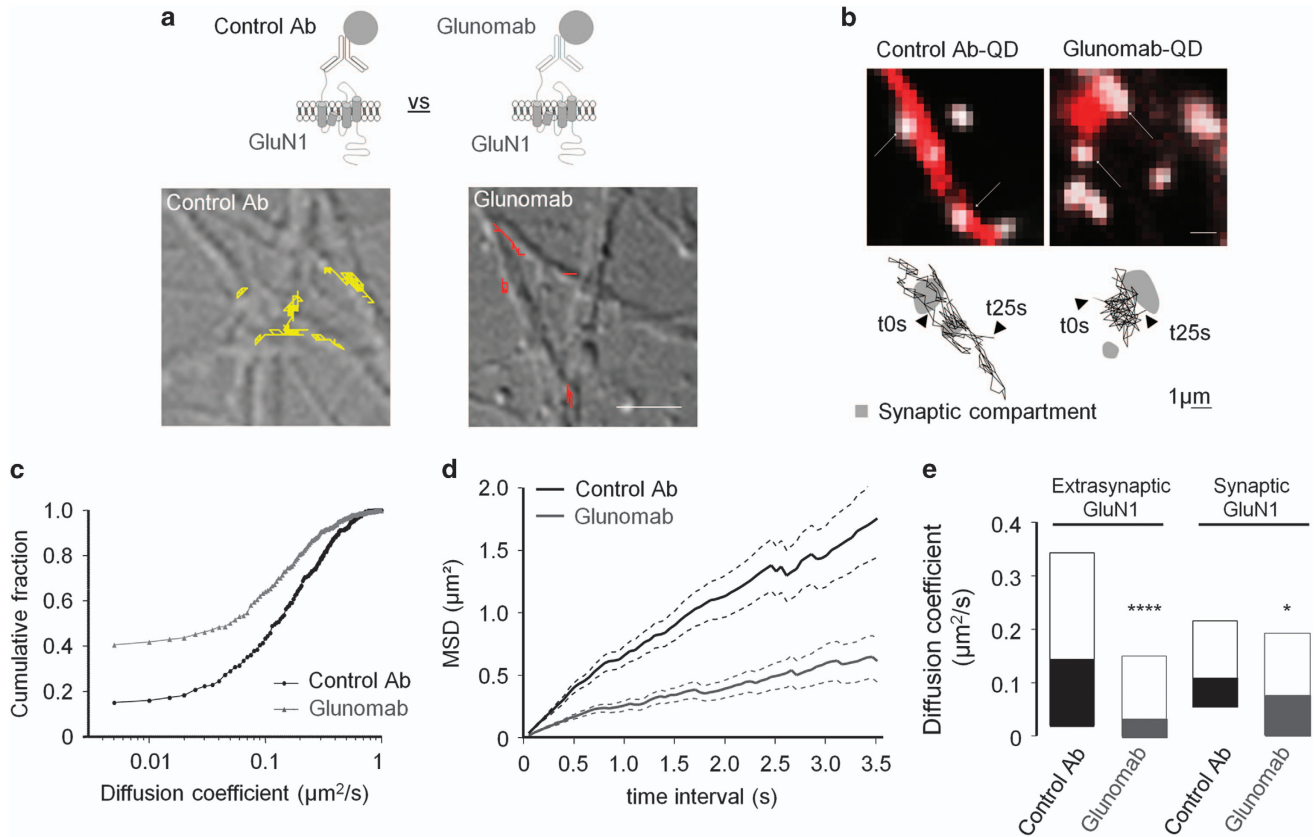 a
Control Ab
Glunomab
vs
GluN1
GluN1
Control Ab
Glunomab
b
Control Ab-QD
Glunomab-QD
t0s
t25s
t0s
t25s
1μm
Synaptic compartment
c
Cumulative fraction
1.0
0.8
0.6
0.4
0.2
0
0.01
0.1
1
Control Ab
Glunomab
Diffusion coefficient (μm²/s)
d
MSD (μm²)
2.0
1.5
1.0
0.5
0
Control Ab
Glunomab
0
0.5
1.0
1.5
2.0
2.5
3.0
3.5
time interval (s)
e
Extrasynaptic
GluN1
Synaptic
GluN1
Diffusion coefficient
(μm²/s)
0.4
0.3
0.2
0.1
0
****
*
Control Ab
Glunomab
Control Ab
Glunomab